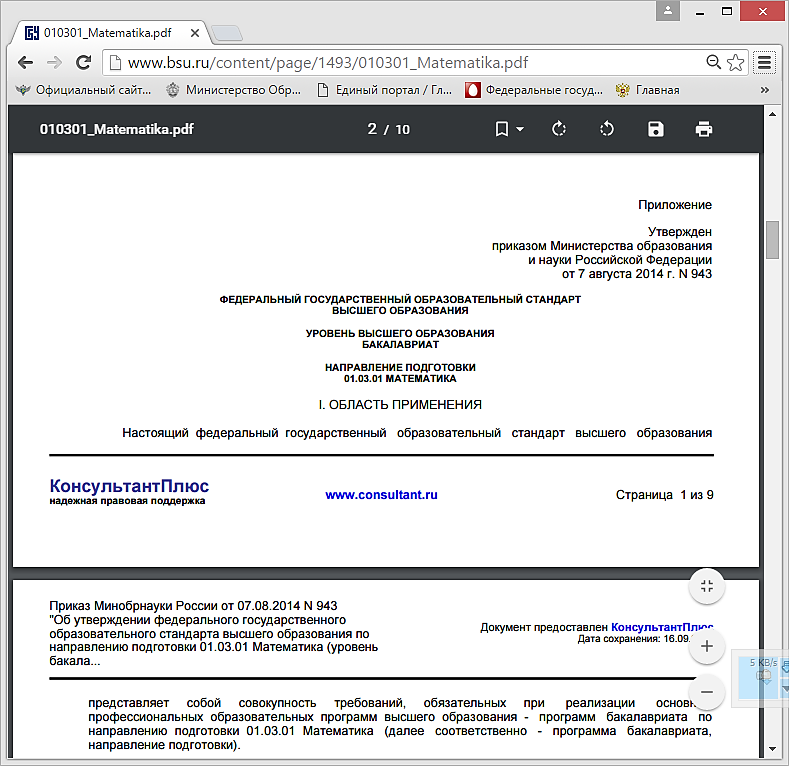 010301_Matematika.pdf
www.bsu.ru/content/page/1493/010301_Matematika.pdf
Официальный сайт... Министерство Обр... Единый портал / Гл... Федеральные госуд... Главная »
010301_Matematika.pdf 2 / 10
Приложение
Утвержден
приказом Министерства образования
и науки Российской Федерации
от 7 августа 2014 г. N 943
ФЕДЕРАЛЬНЫЙ ГОСУДАРСТВЕННЫЙ ОБРАЗОВАТЕЛЬНЫЙ СТАНДАРТ
ВЫСШЕГО ОБРАЗОВАНИЯ
УРОВЕНЬ ВЫСШЕГО ОБРАЗОВАНИЯ
БАКАЛАВРИАТ
НАПРАВЛЕНИЕ ПОДГОТОВКИ
01.03.01 МАТЕМАТИКА
I. ОБЛАСТЬ ПРИМЕНЕНИЯ
Настоящий федеральный государственный образовательный стандарт высшего образования
КонсультантПлюс
надежная правовая поддержка
www.consultant.ru
Страница 1 из 9
Приказ Минобрнауки России от 07.08.2014 N 943
"Об утверждении федерального государственного
образовательного стандарта высшего образования по
направлению подготовки 01.03.01 Математика (уровень
бакала...
Документ предоставлен КонсультантПлюс
Дата сохранения: 16.09.
5 KB/s
представляет собой совокупность требований, обязательных при реализации основн
профессиональных образовательных программ высшего образования - программ бакалавриата по
направлению подготовки 01.03.01 Математика (далее соответственно - программа бакалавриата,
направление подготовки).